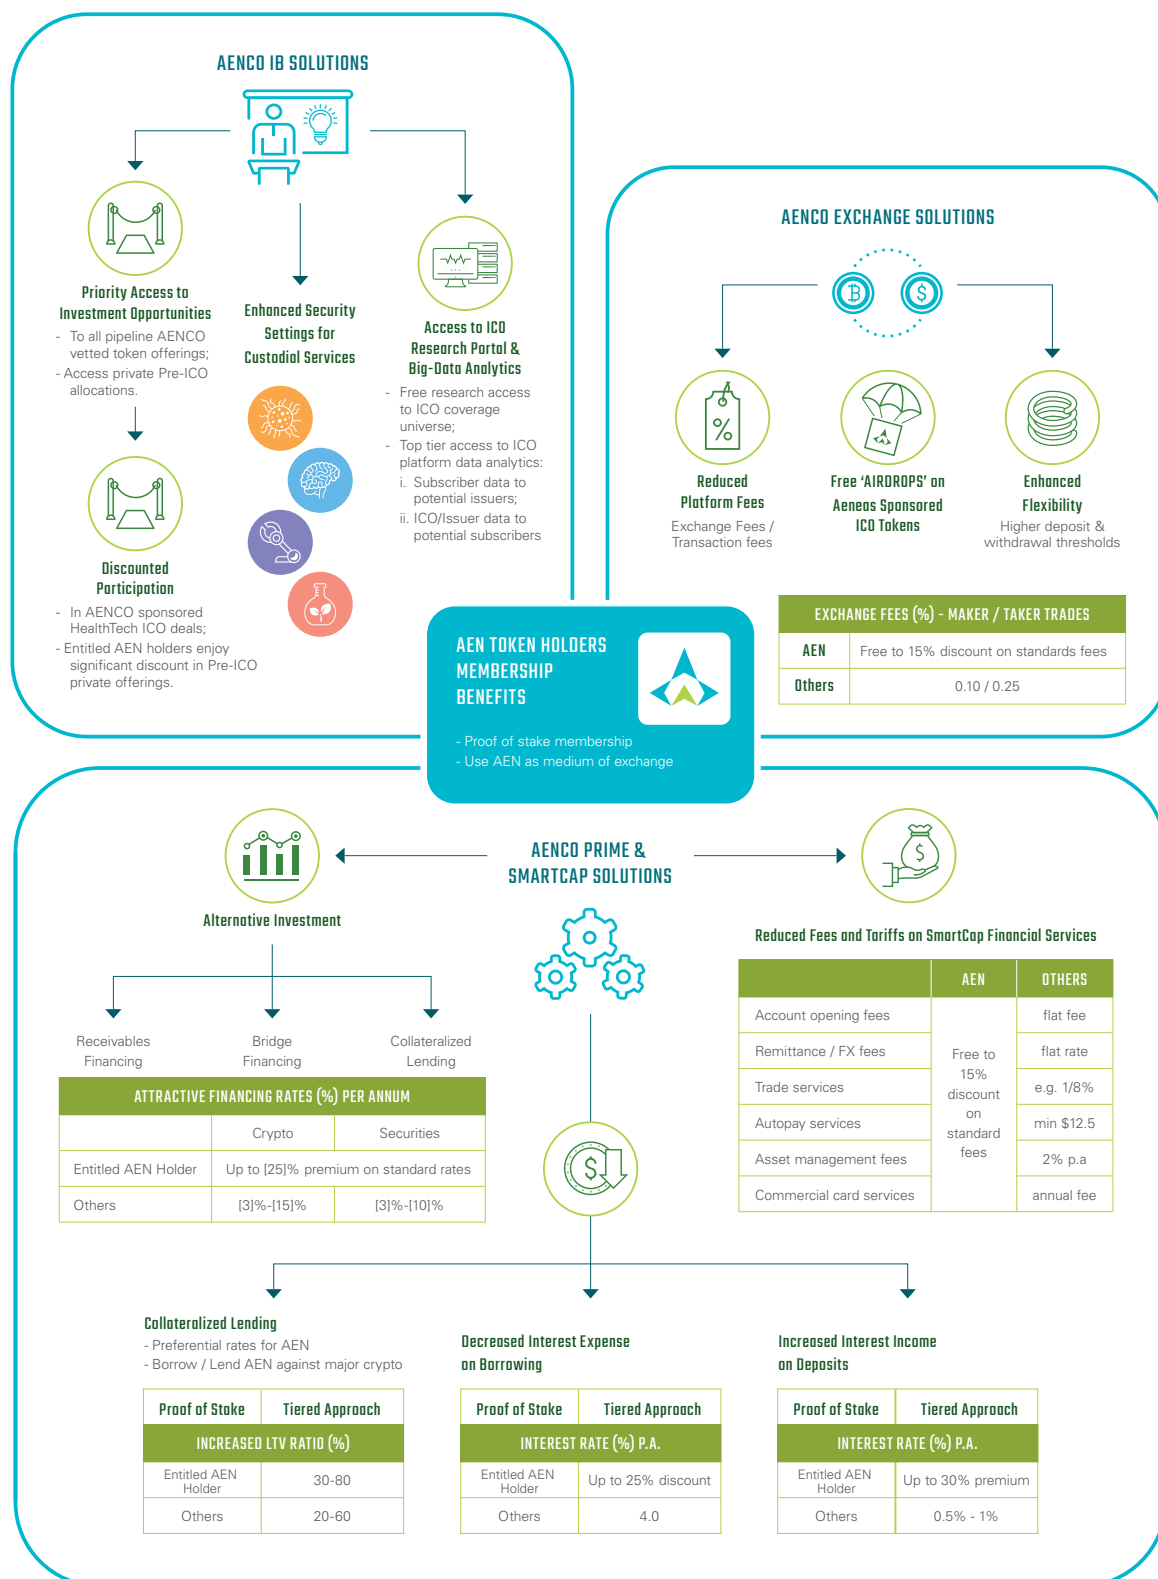 AENCO IB SOLUTIONS
Priority Access to
Investment Opportunities
- To all pipeline AENCO
vetted token offerings;
- Access private Pre-ICO
allocations.
Discounted
Participation
- In AENCO sponsored
HealthTech ICO deals;
- Entitled AEN holders enjoy
significant discount in Pre-ICO
private offerings.
Enhanced Security
Settings for
Custodial Services
Access to ICO
Research Portal &
Big-Data Analytics
- Free research access
to ICO coverage
universe;
- Top tier access to ICO
platform data analytics:
i. Subscriber data to
potential issuers;
ii. ICO/Issuer data to
potential subscribers
AENCO EXCHANGE SOLUTIONS
Reduced
Platform Fees
Exchange Fees /
Transaction fees
Free ‘AIRDROPS’ on
Aeneas Sponsored
ICO Tokens
Enhanced
Flexibility
Higher deposit &
withdrawal thresholds
EXCHANGE FEES (%) - MAKER / TAKER TRADES
AEN Free to 15% discount on standards fees
Others 0.10 / 0.25
AEN TOKEN HOLDERS
MEMBERSHIP
BENEFITS
- Proof of stake membership
- Use AEN as medium of exchange
AENCO PRIME &
SMARTCAP SOLUTIONS
Alternative Investment
Receivables
Financing
Bridge
Financing
Collateralized
Lending
ATTRACTIVE FINANCING RATES (%) PER ANNUM
Crypto Securities
Entitled AEN Holder Up to [25]% premium on standard rates
Others [3]%-[15]% [3]%-[10]%
Reduced Fees and Tariffs on SmartCap Financial Services
AEN OTHERS
Account opening fees flat fee
Remittance / FX fees flat rate
Trade services e.g. 1/8%
Autopay services min $12.5
Asset management fees 2% p.a
Commercial card services annual fee
Free to
15%
discount
on
standard
fees
Collateralized Lending
- Preferential rates for AEN
- Borrow / Lend AEN against major crypto
Proof of Stake Tiered Approach
INCREASED LTV RATIO (%)
Entitled AEN
Holder 30-80
Others 20-60
Decreased Interest Expense
on Borrowing
Proof of Stake Tiered Approach
INTEREST RATE (%) P.A.
Entitled AEN
Holder Up to 25% discount
Others 4.0
Increased Interest Income
on Deposits
Proof of Stake Tiered Approach
INTEREST RATE (%) P.A.
Entitled AEN
Holder Up to 30% premium
Others 0.5% - 1%